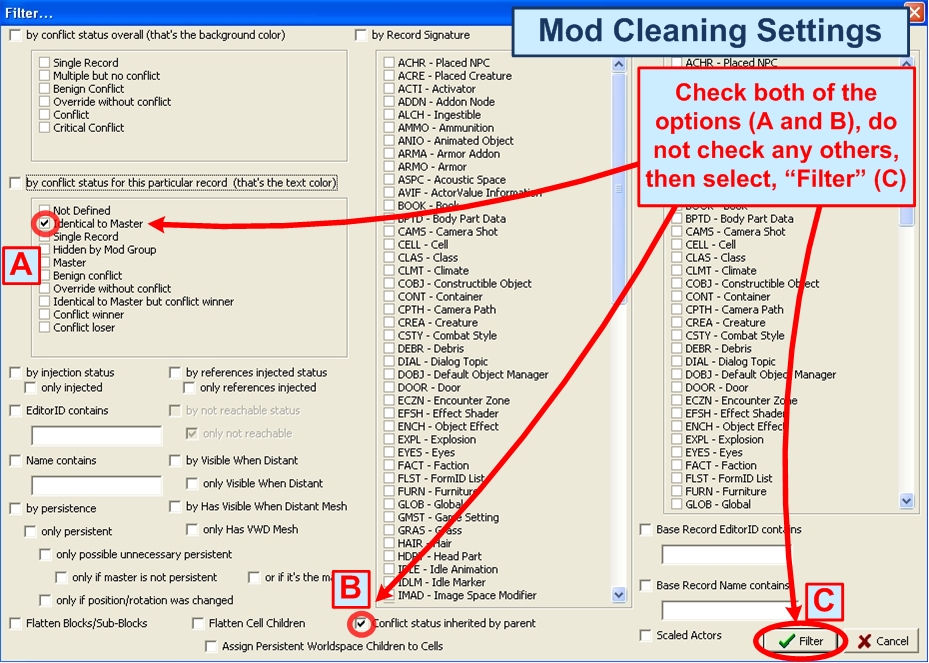 Filter...
Mod Cleaning Settings
by conflict status overall (that's the background color)
Single Record
Multiple but no conflict
Benign Conflict
Override without conflict
Conflict
Critical Conflict
by conflict status for this particular record (that's the text color)
Not Defined
Identical to Master
Single Record
Hidden by Mod Group
Master
Benign conflict
Override without conflict
Identical to Master but conflict winner
Conflict winner
Conflict loser
A
by injection status
only injected
by references injected status
only references injected
EditorID contains
by not reachable status
only not reachable
Name contains
by Visible When Distant
only Visible When Distant
by persistence
by Has Visible When Distant Mesh
only persistent
only Has VWD Mesh
only possible unnecessary persistent
only if master is not persistent
or if it's the ma
only if position/rotation was changed
Flatten Blocks/Sub-Blocks
Flatten Cell Children
Assign Persistent Worldspace Children to Cells
by Record Signature
ACHR - Placed NPC
ACRE - Placed Creature
ACTI - Activator
ADDN - Addon Node
ALCH - Ingestible
AMMO - Ammunition
ANIO - Animated Object
ARMA - Armor Addon
ARMO - Armor
ASPC - Acoustic Space
AVIF - ActorValue Information
BOOK - Book
BPTD - Body Part Data
CAMS - Camera Shot
CELL - Cell
CLAS - Class
CLMT - Climate
COBJ - Constructible Object
CONT - Container
CPTH - Camera Path
CREA - Creature
CSTY - Combat Style
DEBR - Debris
DIAL - Dialog Topic
DOBJ - Default Object Manager
DOOR - Door
ECZN - Encounter Zone
EFSH - Effect Shader
ENCH - Object Effect
EXPL - Explosion
EYES - Eyes
FACT - Faction
FLST - FormID List
FURN - Furniture
GLOB - Global
GMST - Game Setting
GRAS - Grass
HAIR - Hair
HDPT - Head Part
IDLE - Idle Animation
IDLM - Idle Marker
IMAD - Image Space Modifier
B
Conflict status inherited by parent
ACHR - Placed NPC
Check both of the
options (A and B), do
not check any others,
then select, “Filter” (C)
BOOK - Book
BPTD - Body Part Data
CAMS - Camera Shot
CELL - Cell
CLAS - Class
CLMT - Climate
COBJ - Constructible Object
CONT - Container
CPTH - Camera Path
CREA - Creature
CSTY - Combat Style
DEBR - Debris
DIAL - Dialog Topic
DOBJ - Default Object Manager
DOOR - Door
ECZN - Encounter Zone
EFSH - Effect Shader
ENCH - Object Effect
EXPL - Explosion
EYES - Eyes
FACT - Faction
FLST - FormID List
FURN - Furniture
GLOB - Global
Base Record EditorID contains
Base Record Name contains
C
Scaled Actors
Filter
Cancel